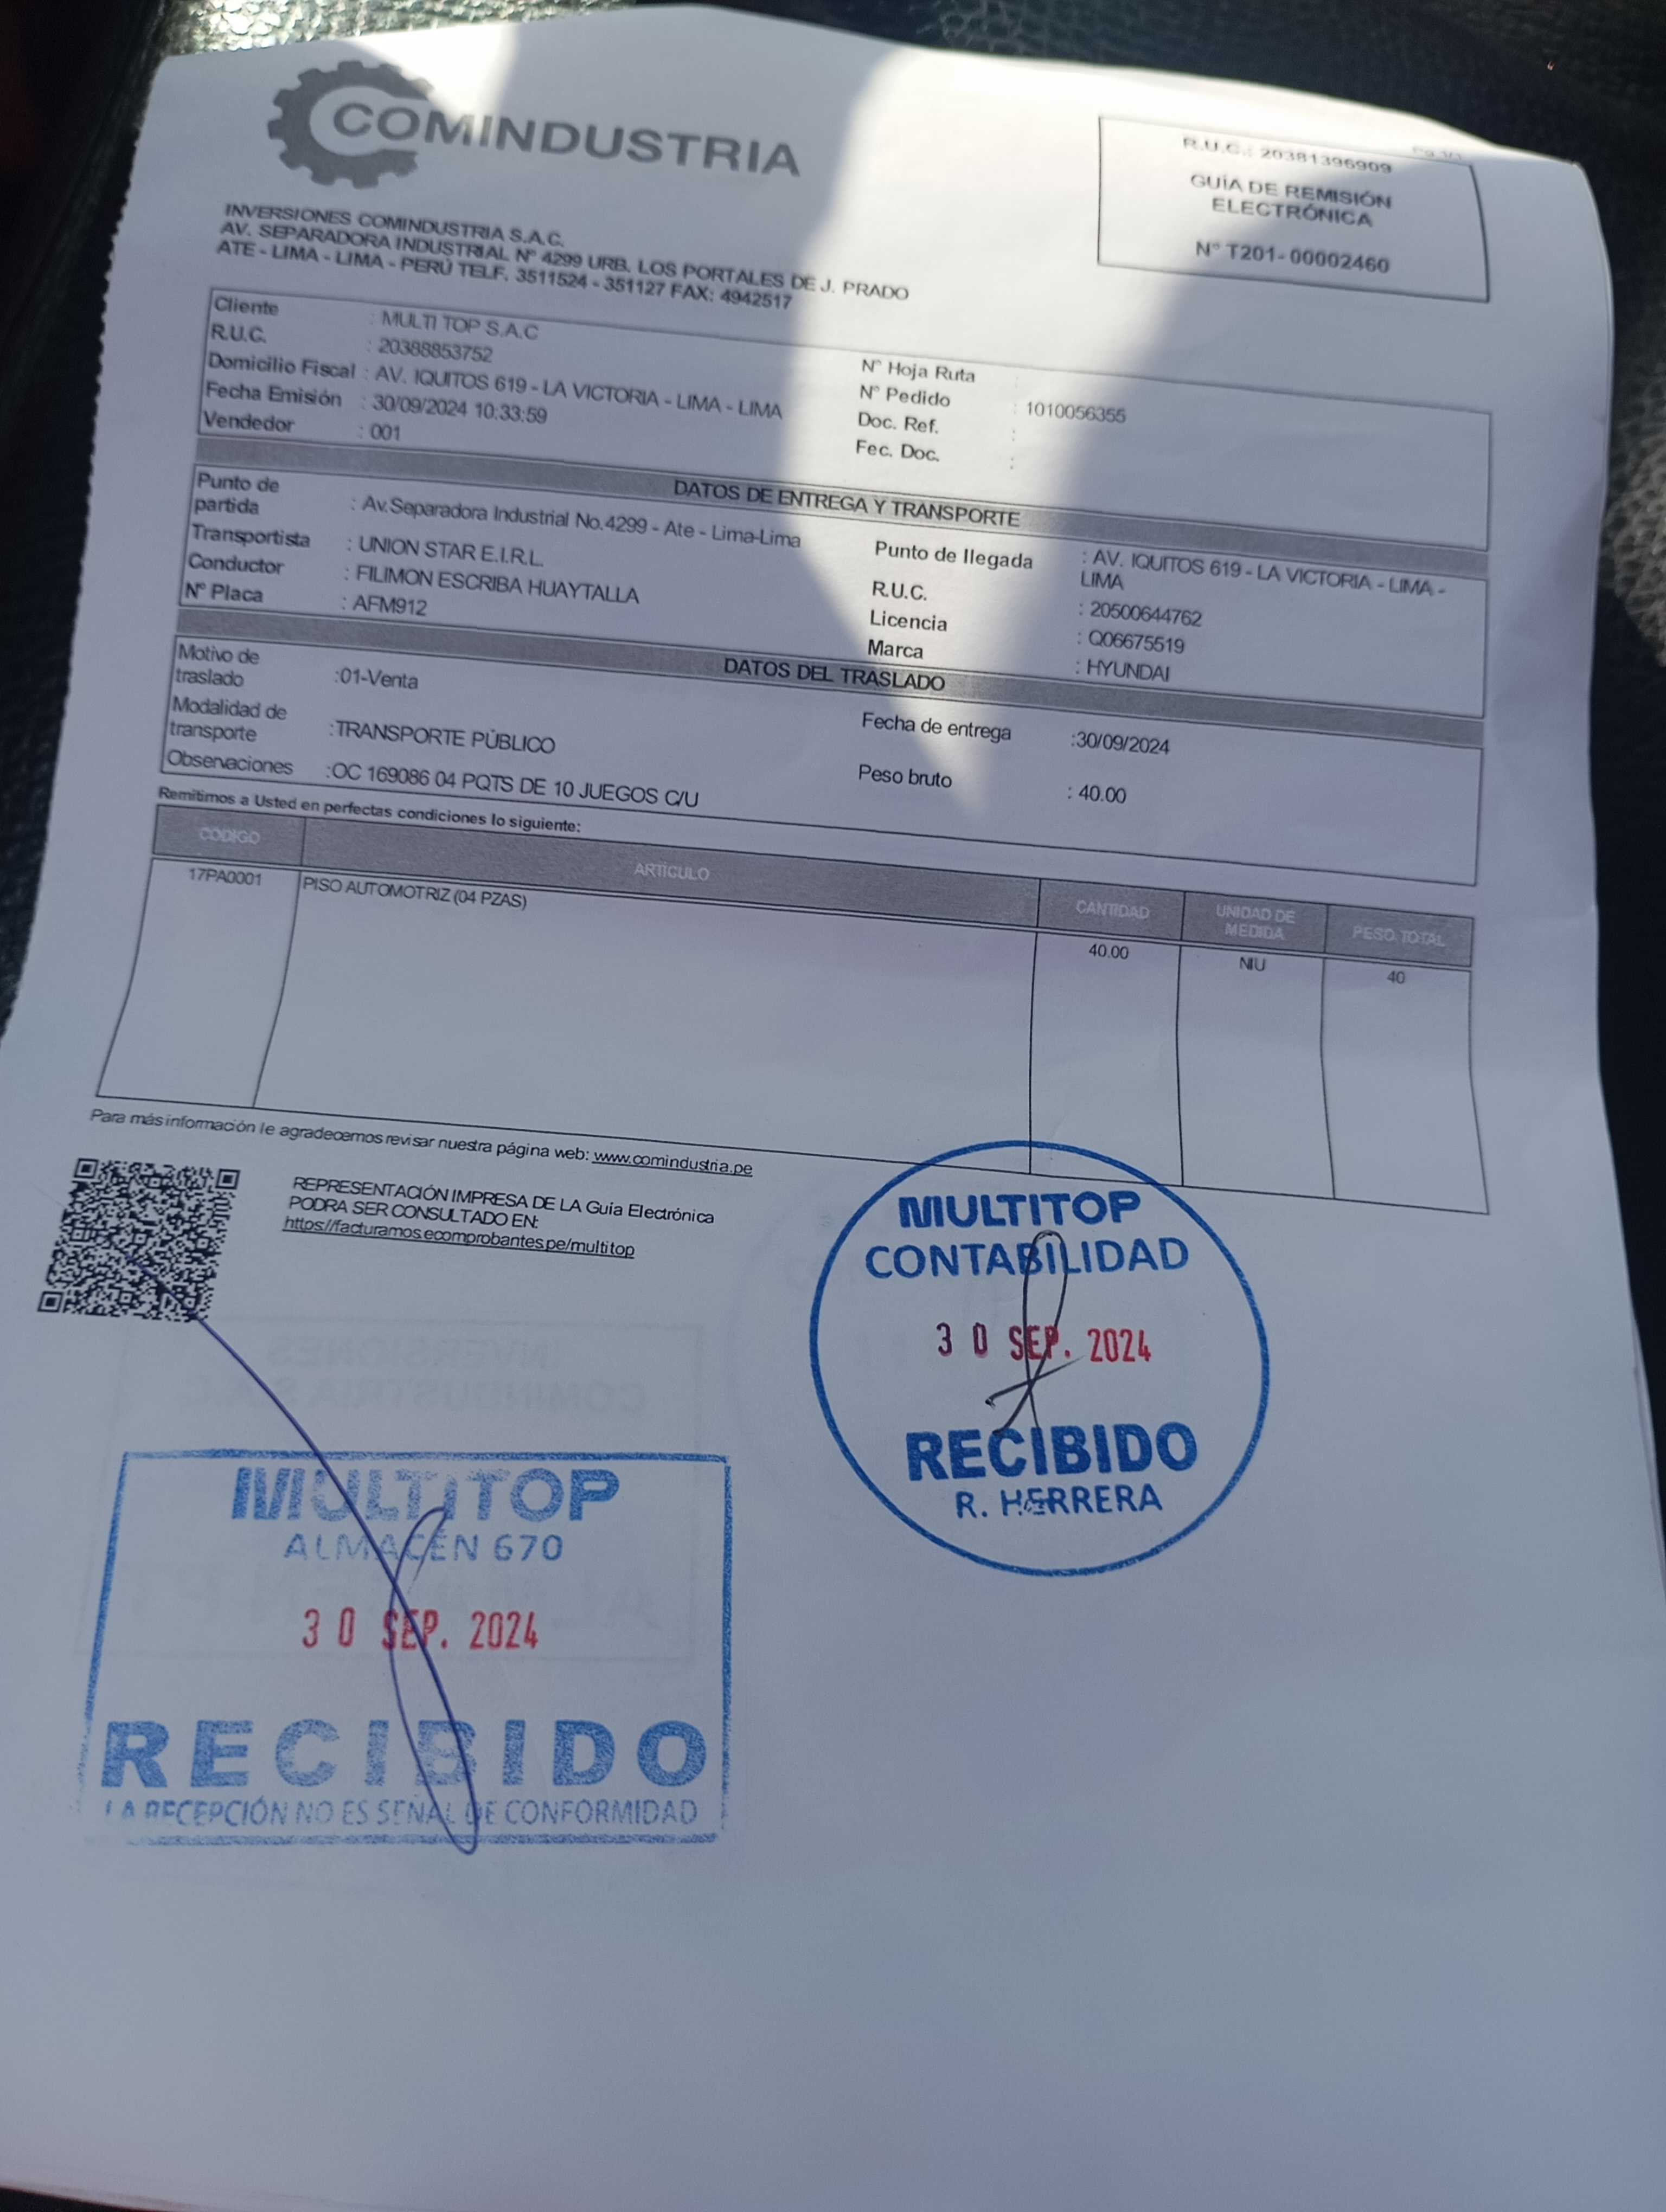 COMINDUSTRIA
R.U.C.: 20381396909
GUÍA DE REMISIÓN
ELECTRÓNICA
N° T201- 00002460
INVERSIONES COMINDUSTRIA S.A.C.
AV. SEPARADORA INDUSTRIAL N° 4299 URB. LOS PORTALES DE J. PRADO
ATE - LIMA - LIMA - PERÚ TELF. 3511524 - 351127 FAX: 4942517
Cliente : MULTI TOP S.A.C
R.U.C. : 20388853752
Domicilio Fiscal : AV. IQUITOS 619 - LA VICTORIA - LIMA - LIMA
Fecha Emisión : 30/09/2024 10:33:59
Vendedor : 001
N° Hoja Ruta
N° Pedido : 1010056355
Doc. Ref. :
Fec. Doc. :
DATOS DE ENTREGA Y TRANSPORTE
Punto de
partida : Av.Separadora Industrial No.4299 - Ate - Lima-Lima
Transportista : UNION STAR E.I.R.L.
Conductor : FILIMON ESCRIBA HUAYTALLA
N° Placa : AFM912
Punto de llegada : AV. IQUITOS 619 - LA VICTORIA - LIMA -
LIMA
R.U.C. : 20500644762
Licencia : Q06675519
Marca : HYUNDAI
DATOS DEL TRASLADO
Motivo de
traslado :01-Venta
Modalidad de
transporte :TRANSPORTE PÚBLICO
Observaciones :OC 169086 04 PQTS DE 10 JUEGOS C/U
Fecha de entrega :30/09/2024
Peso bruto : 40.00
Remitimos a Usted en perfectas condiciones lo siguiente:
CÓDIGO ARTÍCULO CANTIDAD UNIDAD DE MEDIDA PESO TOTAL
17PA0001 PISO AUTOMOTRIZ (04 PZAS) 40.00 NIU 40
Para más información le agradecemos revisar nuestra página web: www.comindustria.pe
REPRESENTACIÓN IMPRESA DE LA Guia Electrónica
PODRA SER CONSULTADO EN:
https://facturamos.ecomprobantes.pe/multitop
MULTITOP
CONTABILIDAD
30 SEP. 2024
RECIBIDO
R. HERRERA
MULTITOP
ALMACÉN 670
30 SEP. 2024
RECIBIDO
LA RECEPCIÓN NO ES SEÑAL DE CONFORMIDAD